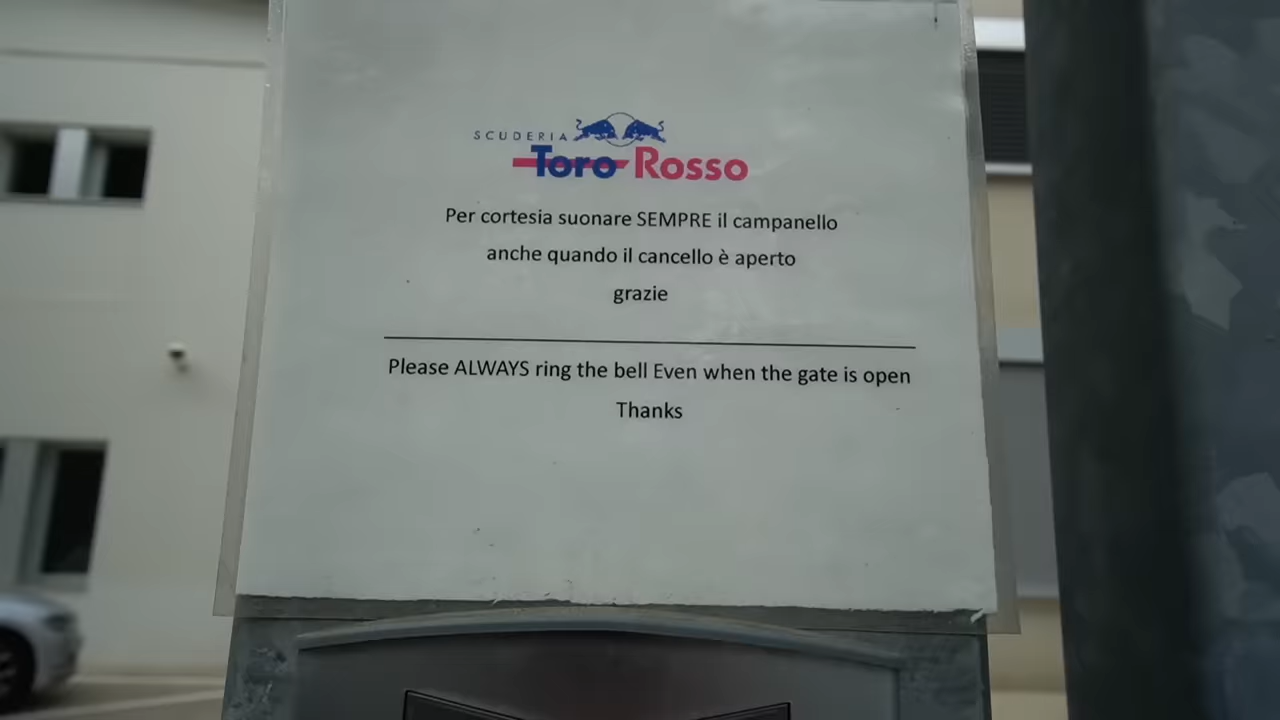 SCUDERIA
Toro Rosso
Per cortesia suonare SEMPRE il campanello
anche quando il cancello è aperto
grazie
Please ALWAYS ring the bell Even when the gate is open
Thanks